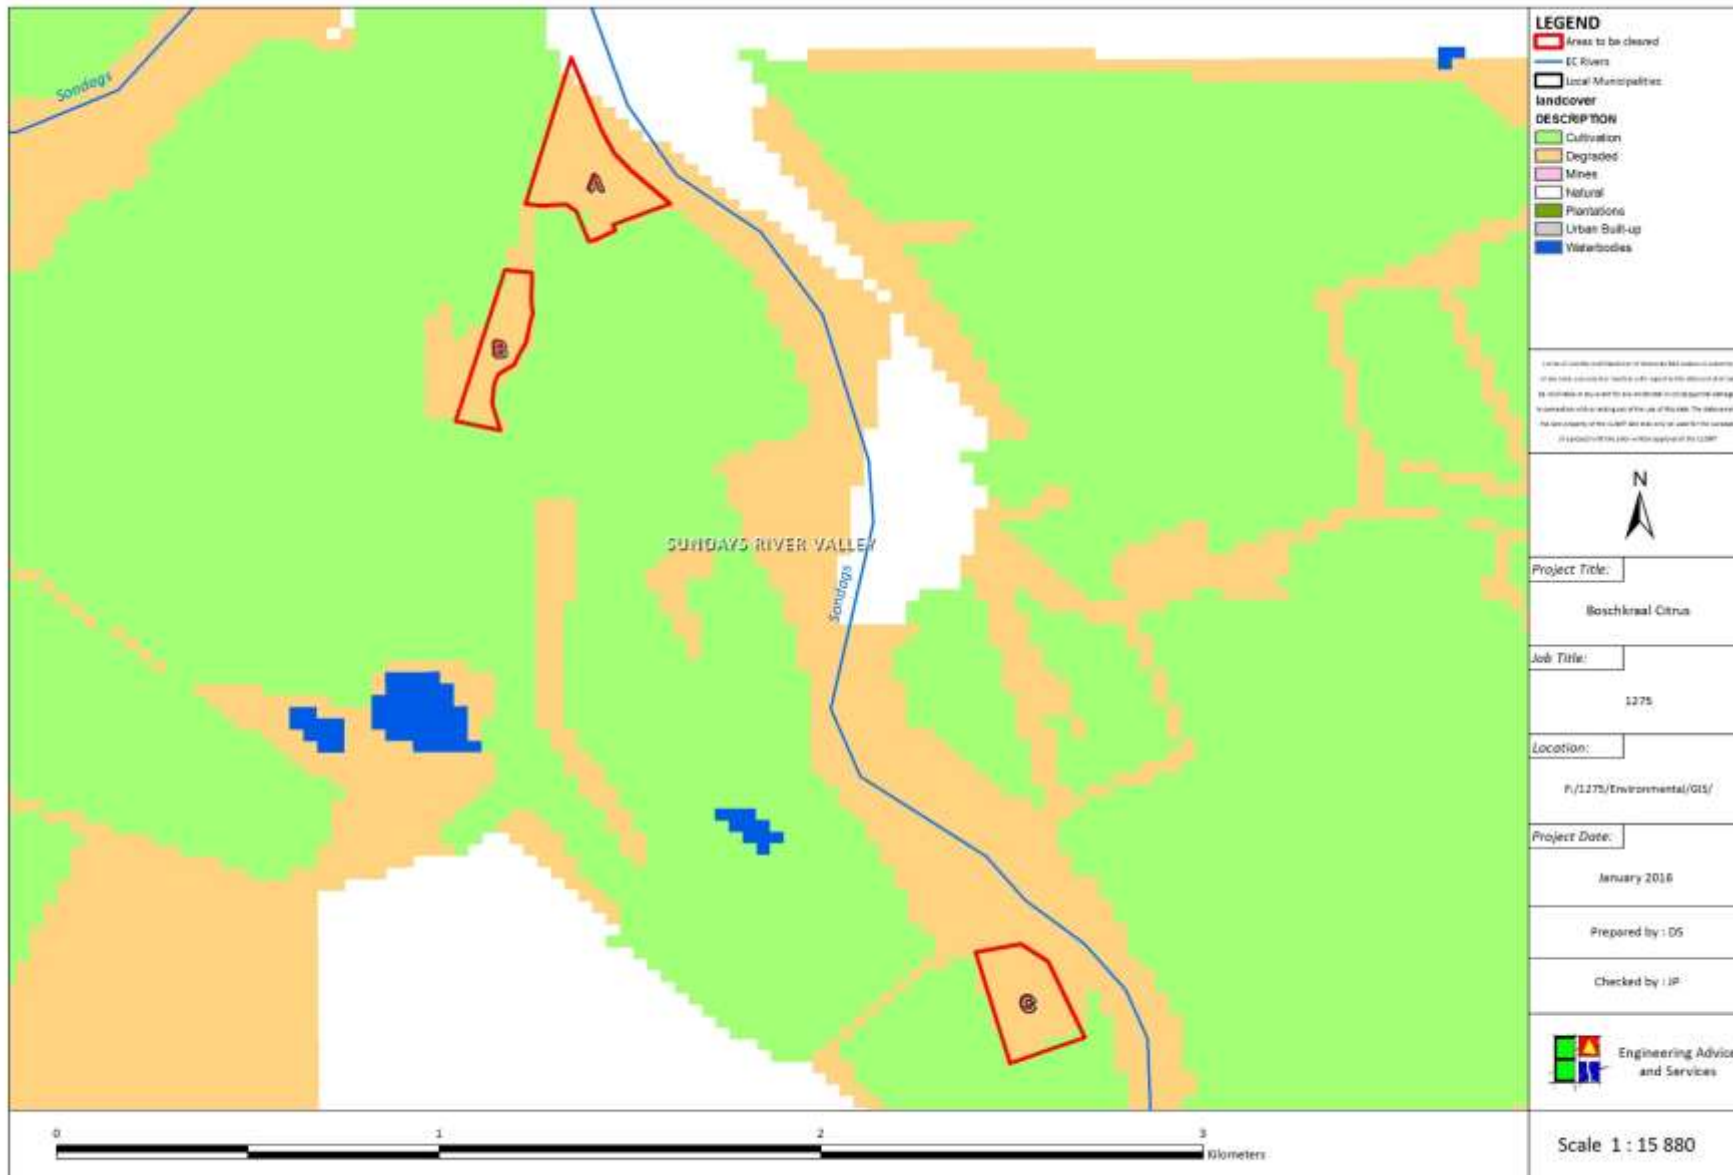 Sondags
A
B
SUNDAYS RIVER VALLEY
Sondags
C
0 1 2 3
Kilometers
LEGEND
Areas to be cleared
EC Rivers
Local Municipalities
landcover
DESCRIPTION
Cultivation
Degraded
Mines
Natural
Plantations
Urban Built-up
Waterbodies
N
Project Title:
Boschkraal Citrus
Job Title:
1275
Location:
P:/1275/Environmental/GIS/
Project Date:
January 2016
Prepared by : DS
Checked by : JP
Engineering Advice
and Services
Scale 1 : 15 880